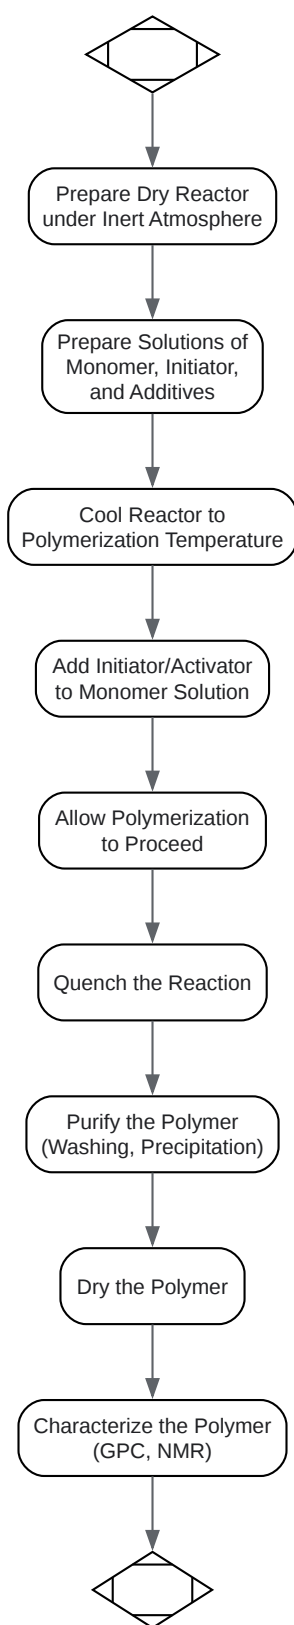 Prepare Dry Reactor
under Inert Atmosphere
Prepare Solutions of
Monomer, Initiator,
and Additives
Cool Reactor to
Polymerization Temperature
Add Initiator/Activator
to Monomer Solution
Allow Polymerization
to Proceed
Quench the Reaction
Purify the Polymer
(Washing, Precipitation)
Dry the Polymer
Characterize the Polymer
(GPC, NMR)